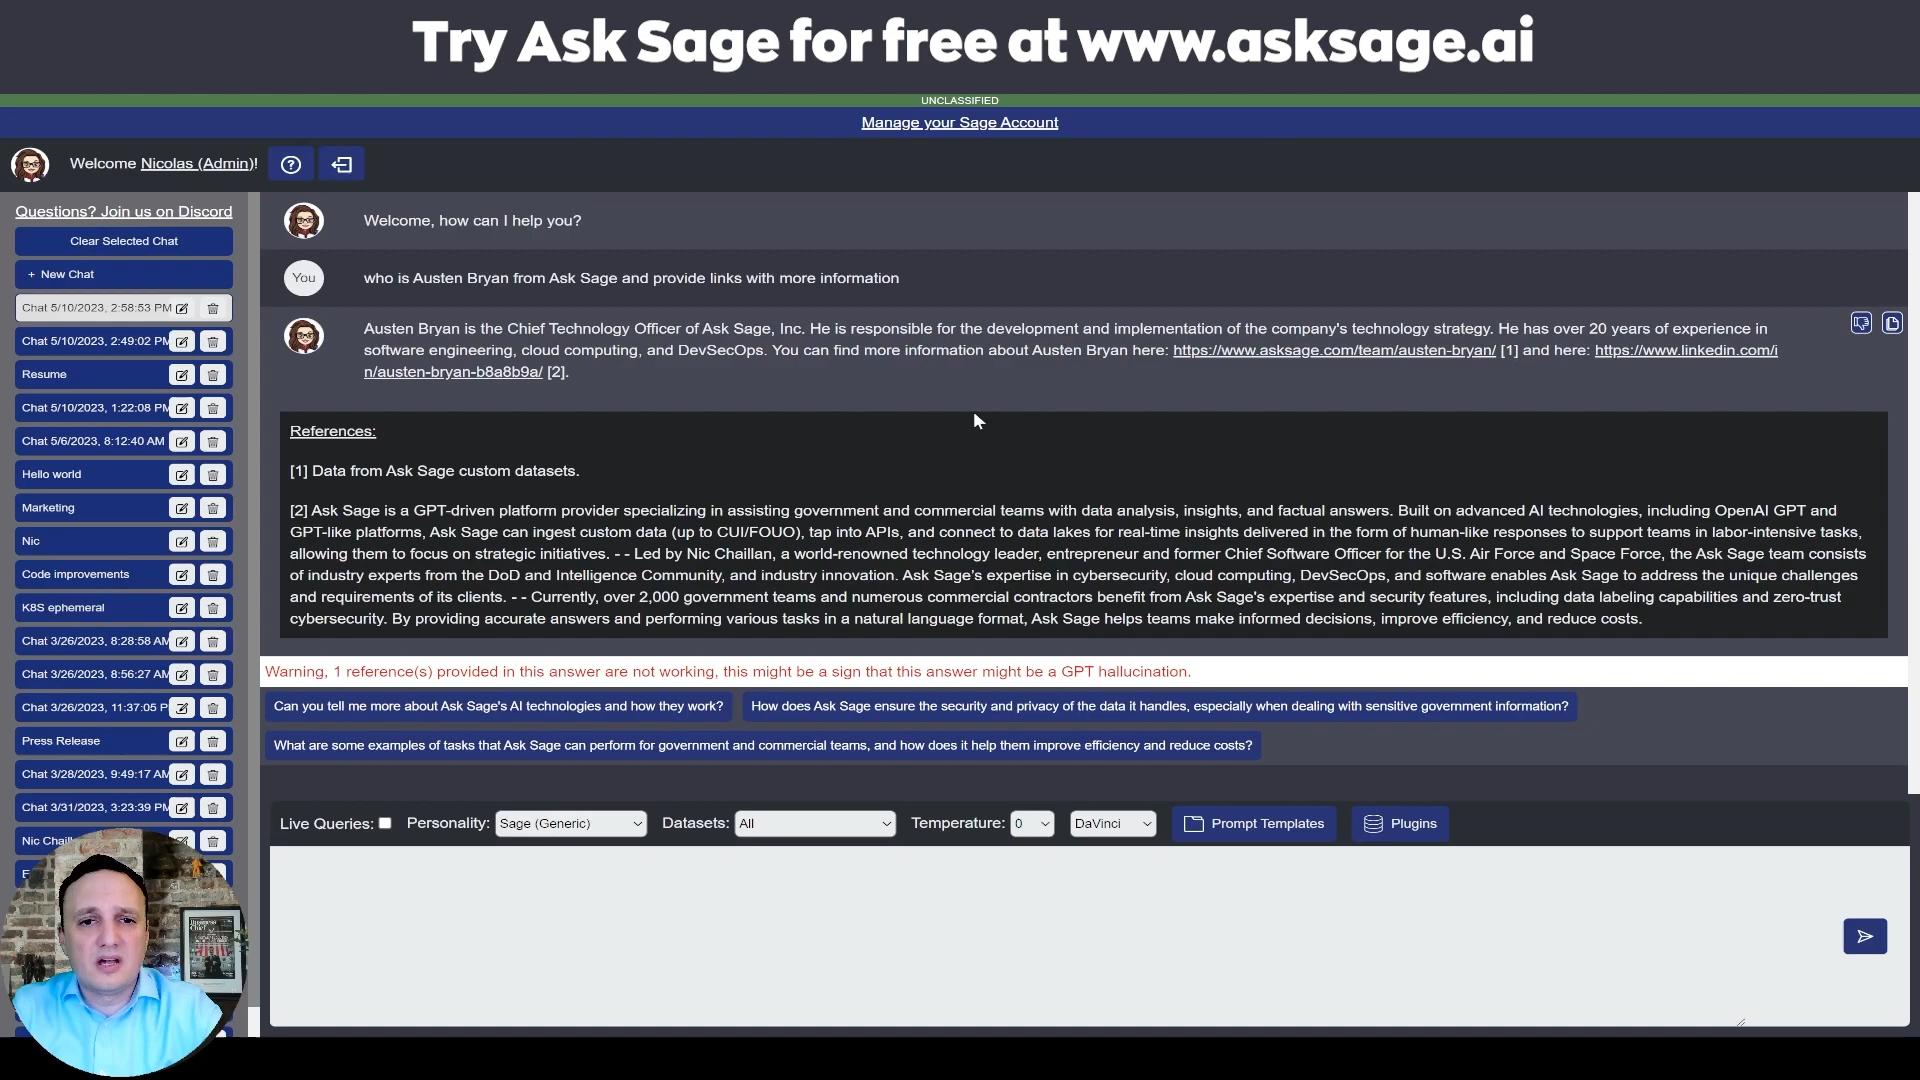 Try Ask Sage for free at www.asksage.ai
UNCLASSIFIED
Manage your Sage Account
Welcome Nicolas (Admin)!
Questions? Join us on Discord
Clear Selected Chat
+ New Chat
Chat 5/10/2023, 2:58:53 PM
Chat 5/10/2023, 2:49:02 PM
Resume
Chat 5/10/2023, 1:22:08 PM
Chat 5/6/2023, 8:12:40 AM
Hello world
Marketing
Nic
Code improvements
K8S ephemeral
Chat 3/26/2023, 8:28:58 AM
Chat 3/26/2023, 8:56:27 AM
Chat 3/26/2023, 11:37:05 P
Press Release
Chat 3/28/2023, 9:49:17 AM
Chat 3/31/2023, 3:23:39 PM
Welcome, how can I help you?
You
who is Austen Bryan from Ask Sage and provide links with more information
Austen Bryan is the Chief Technology Officer of Ask Sage, Inc. He is responsible for the development and implementation of the company's technology strategy. He has over 20 years of experience in
software engineering, cloud computing, and DevSecOps. You can find more information about Austen Bryan here: https://www.asksage.com/team/austen-bryan/ [1] and here: https://www.linkedin.com/i
n/austen-bryan-b8a8b9a/ [2].
References:
[1] Data from Ask Sage custom datasets.
[2] Ask Sage is a GPT-driven platform provider specializing in assisting government and commercial teams with data analysis, insights, and factual answers. Built on advanced AI technologies, including OpenAI GPT and
GPT-like platforms, Ask Sage can ingest custom data (up to CUI/FOUO), tap into APIs, and connect to data lakes for real-time insights delivered in the form of human-like responses to support teams in labor-intensive tasks,
allowing them to focus on strategic initiatives. - - Led by Nic Chaillan, a world-renowned technology leader, entrepreneur and former Chief Software Officer for the U.S. Air Force and Space Force, the Ask Sage team consists
of industry experts from the DoD and Intelligence Community, and industry innovation. Ask Sage's expertise in cybersecurity, cloud computing, DevSecOps, and software enables Ask Sage to address the unique challenges
and requirements of its clients. - - Currently, over 2,000 government teams and numerous commercial contractors benefit from Ask Sage's expertise and security features, including data labeling capabilities and zero-trust
cybersecurity. By providing accurate answers and performing various tasks in a natural language format, Ask Sage helps teams make informed decisions, improve efficiency, and reduce costs.
Warning, 1 reference(s) provided in this answer are not working, this might be a sign that this answer might be a GPT hallucination.
Can you tell me more about Ask Sage's AI technologies and how they work?
How does Ask Sage ensure the security and privacy of the data it handles, especially when dealing with sensitive government information?
What are some examples of tasks that Ask Sage can perform for government and commercial teams, and how does it help them improve efficiency and reduce costs?
Live Queries: Personality: Sage (Generic) Datasets: All Temperature: 0 DaVinci Prompt Templates Plugins